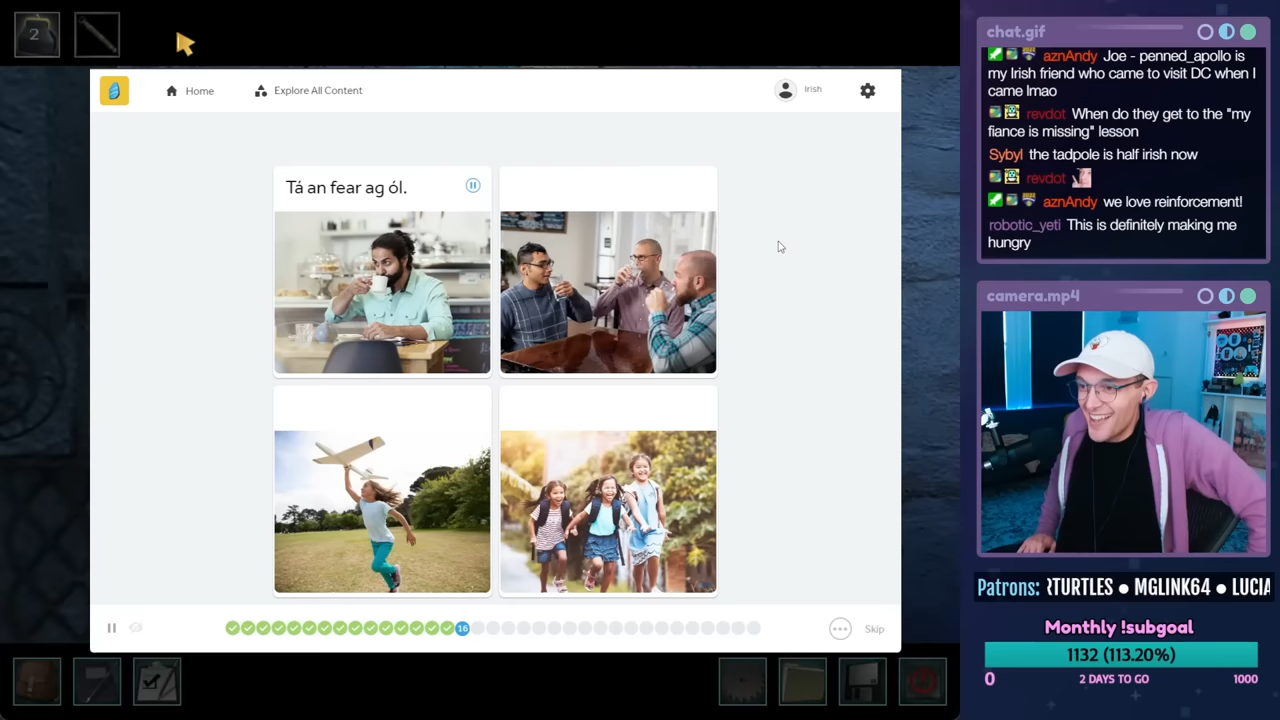 2
Home
Explore All Content
Irish
Tá an fear ag ól.
16
Skip
chat.gif
aznAndy Joe - penned_apollo is
my Irish friend who came to visit DC when I
came lmao
revdot When do they get to the "my
fiance is missing" lesson
Sybyl the tadpole is half irish now
revdot
aznAndy we love reinforcement!
robotic_yeti This is definitely making me
hungry
camera.mp4
Patrons: RTURTLES ● MGLINK64 ● LUCIA
Monthly !subgoal
1132 (113.20%)
0
2 DAYS TO GO
1000